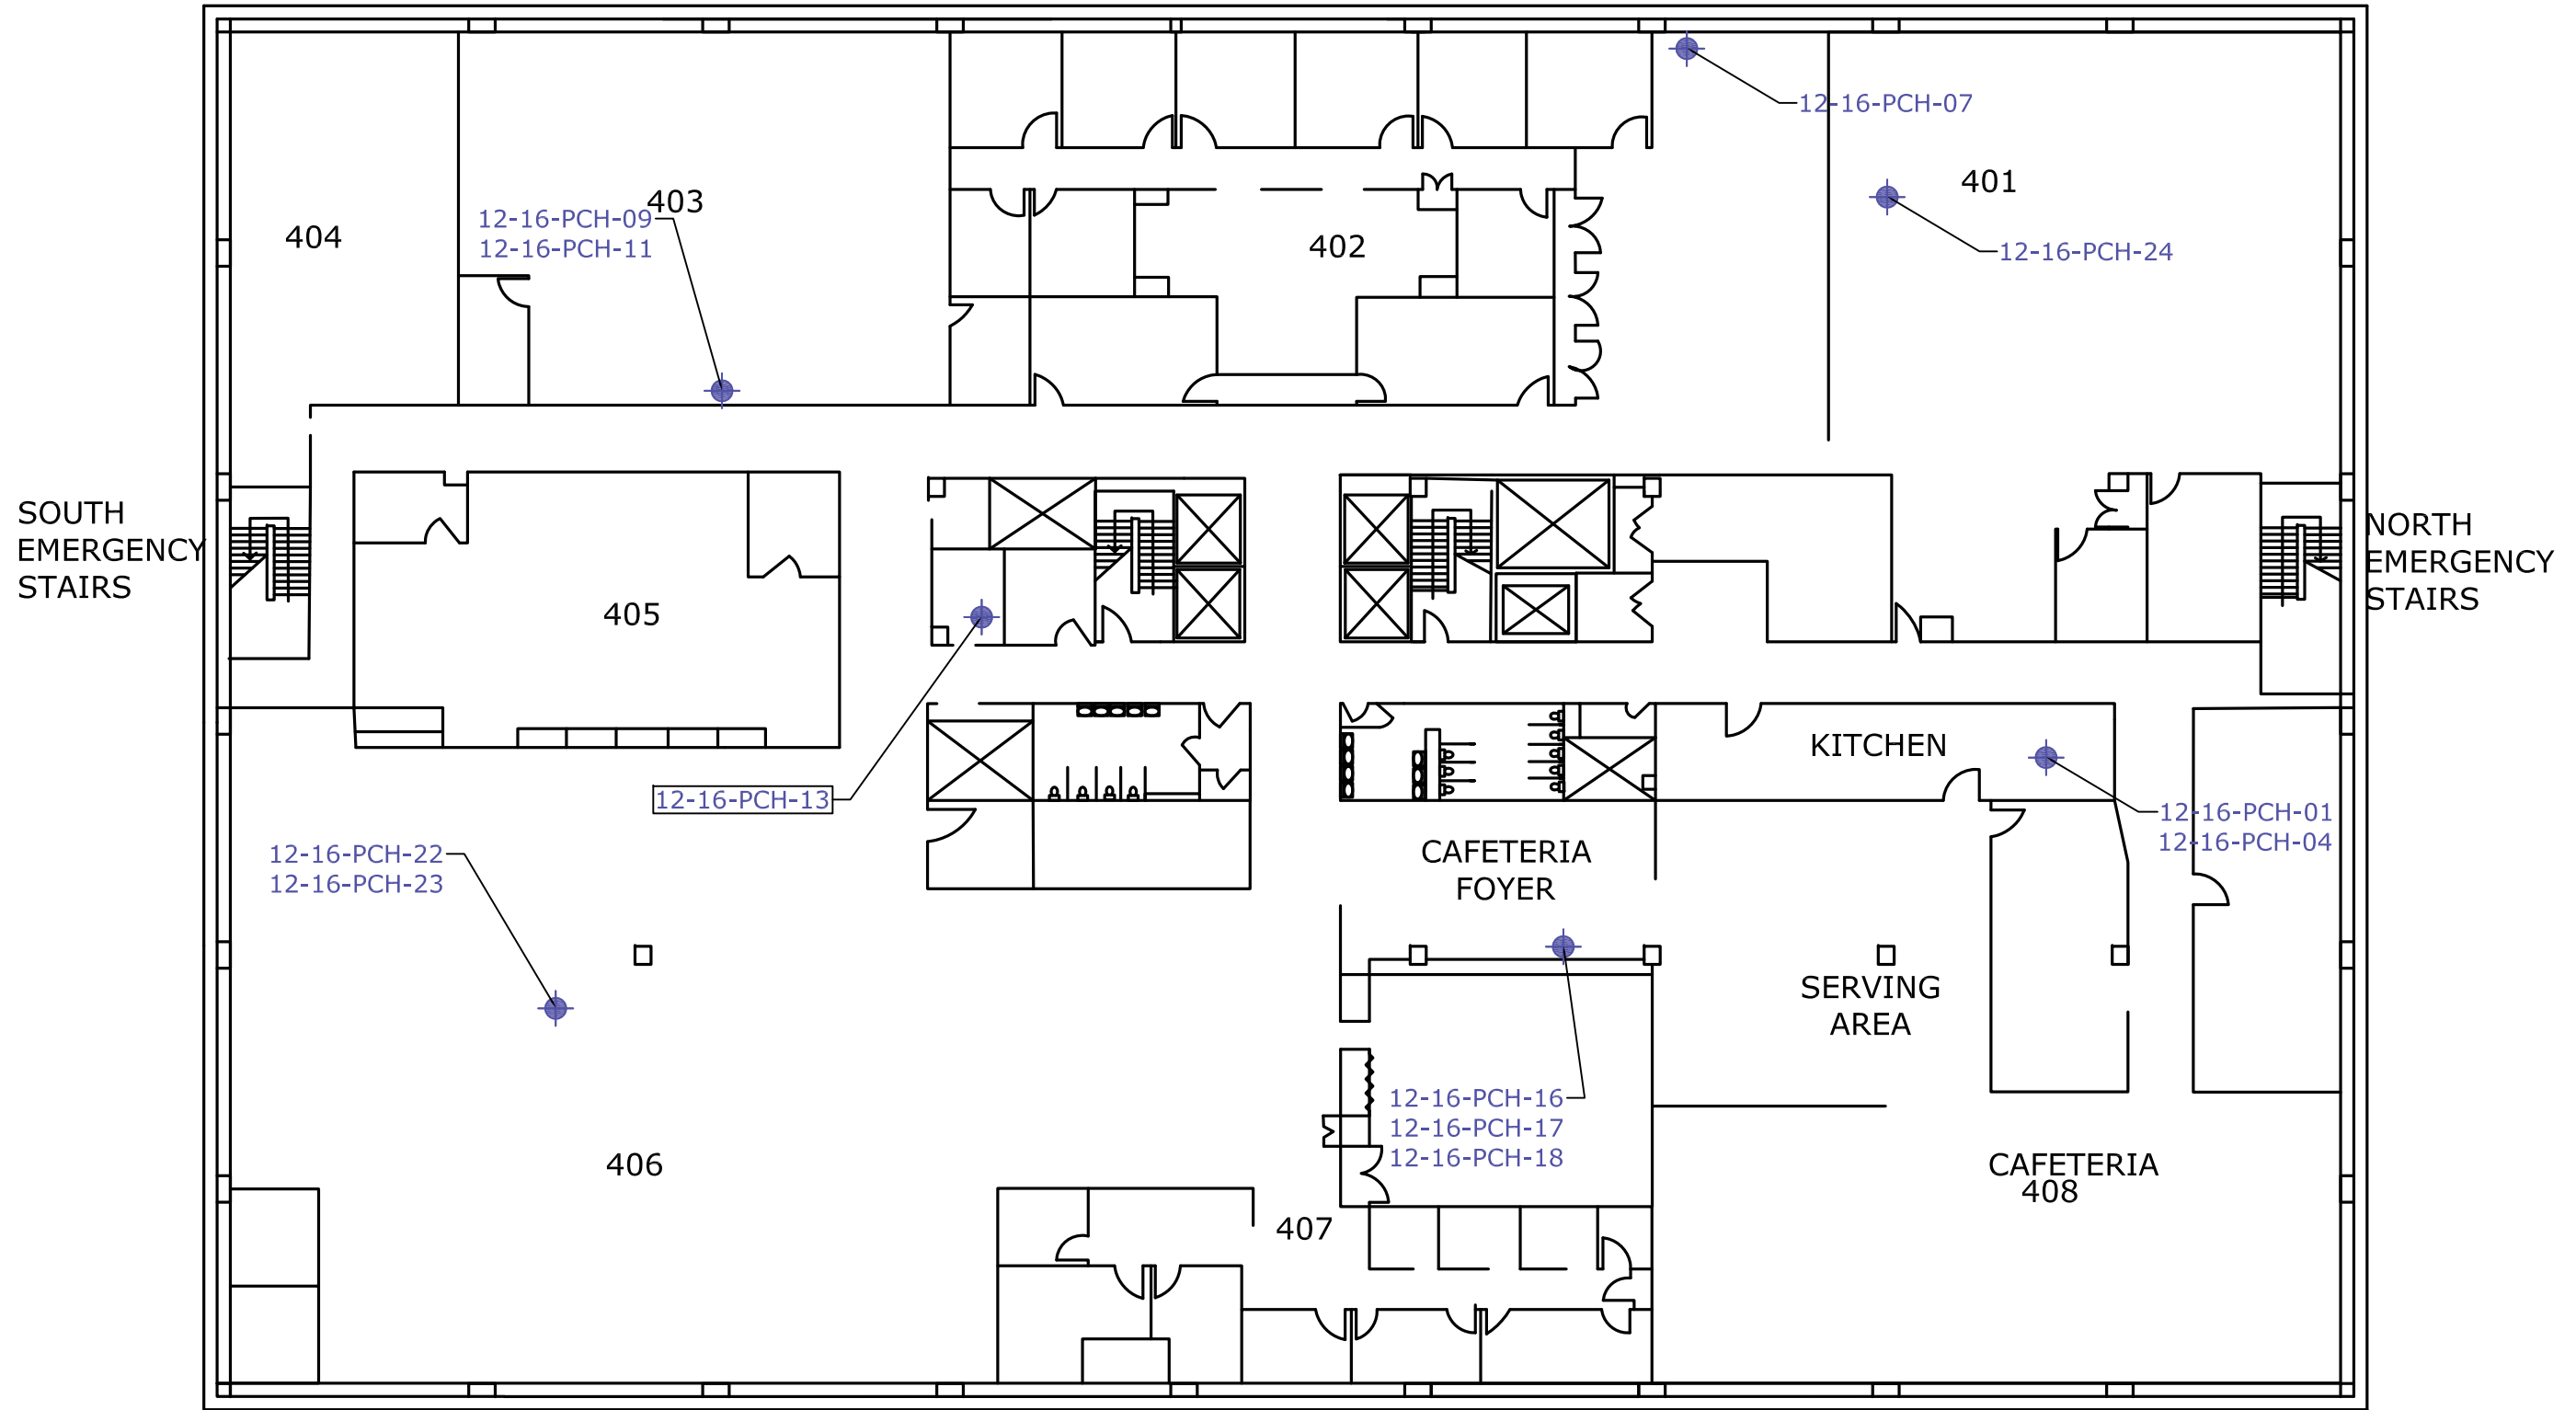 12-16-PCH-07
401
403
12-16-PCH-09
12-16-PCH-11
404
402
12-16-PCH-24
SOUTH
EMERGENCY
STAIRS
NORTH
EMERGENCY
STAIRS
405
KITCHEN
12-16-PCH-13
12-16-PCH-01
12-16-PCH-04
12-16-PCH-22
12-16-PCH-23
CAFETERIA
FOYER
SERVING
AREA
12-16-PCH-16
12-16-PCH-17
12-16-PCH-18
406
CAFETERIA
408
407